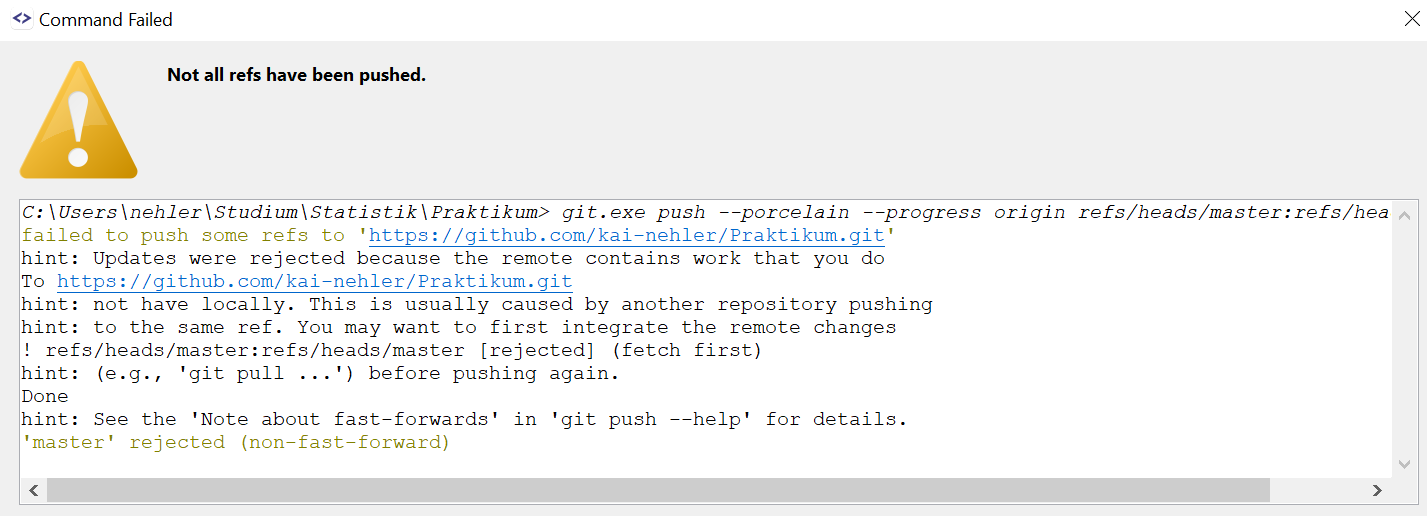 Command Failed
Not all refs have been pushed.
C:\Users\nehler\Studium\Statistik\Praktikum> git.exe push --porcelain --progress origin refs/heads/master:refs/hea
failed to push some refs to 'https://github.com/kai-nehler/Praktikum.git'
hint: Updates were rejected because the remote contains work that you do
To https://github.com/kai-nehler/Praktikum.git
hint: not have locally. This is usually caused by another repository pushing
hint: to the same ref. You may want to first integrate the remote changes
! refs/heads/master:refs/heads/master [rejected] (fetch first)
hint: (e.g., 'git pull ...') before pushing again.
Done
hint: See the 'Note about fast-forwards' in 'git push --help' for details.
'master' rejected (non-fast-forward)